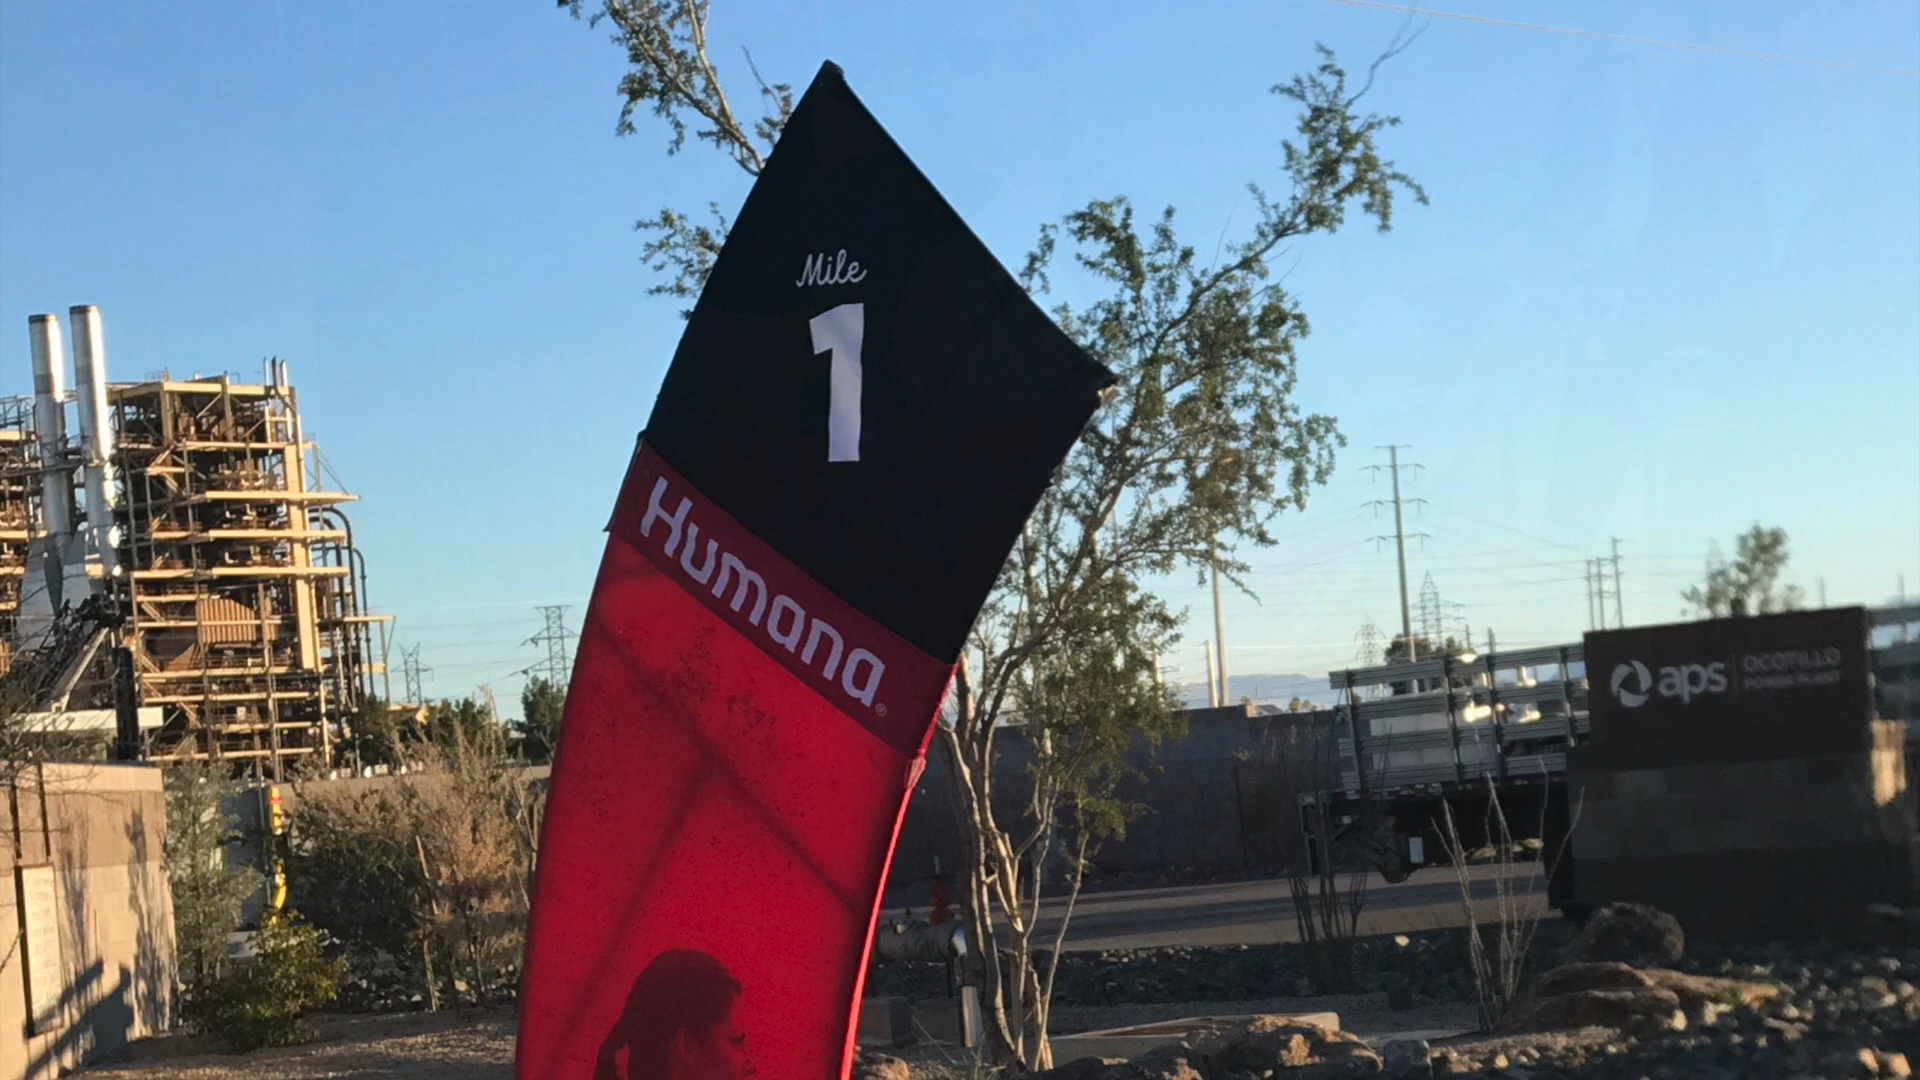 Mile
1
Humana®
aps
OCOTILLO
POWER PLANT